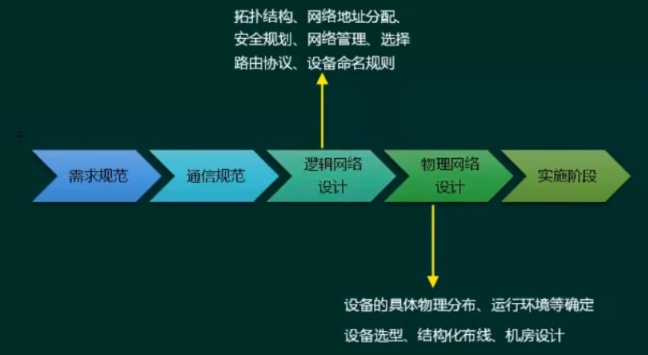 拓扑结构、网络地址分配、
安全规划、网络管理、选择
路由协议、设备命名规则
需求规范
通信规范
逻辑网络
设计
物理网络
设计
实施阶段
设备的具体物理分布、运行环境等确定
设备选型、结构化布线、机房设计